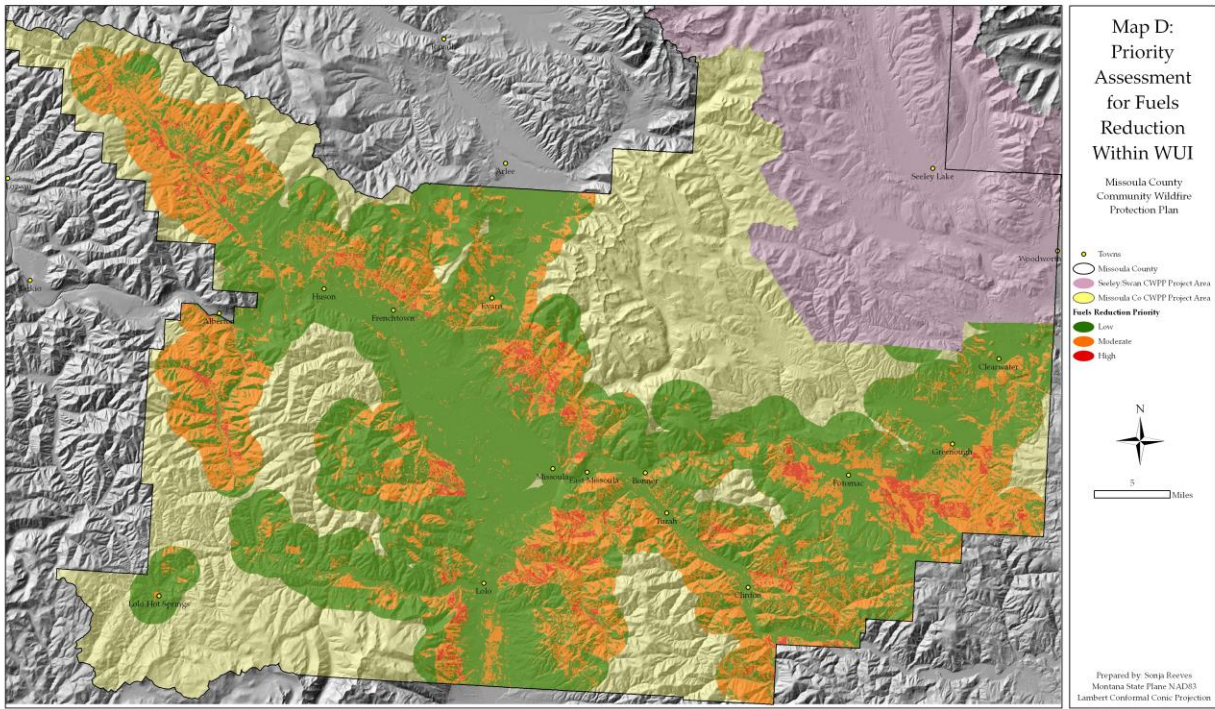 Ravalli
Arlee
Seeley Lake
Woodworth
Huson
Evaro
Frenchtown
Alberton
Clearwater
Greenough
Missoula
East Missoula
Bonner
Potomac
Turah
Clinton
Lolo
Lolo Hot Springs
Map D:
Priority
Assessment
for Fuels
Reduction
Within WUI
Missoula County
Community Wildfire
Protection Plan
Towns
Missoula County
Seeley/Swan CWPP Project Area
Missoula Co CWPP Project Area
Fuels Reduction Priority
Low
Moderate
High
N
5
Miles
Prepared by: Sonja Reeves
Montana State Plane NAD83
Lambert Conformal Conic Projection